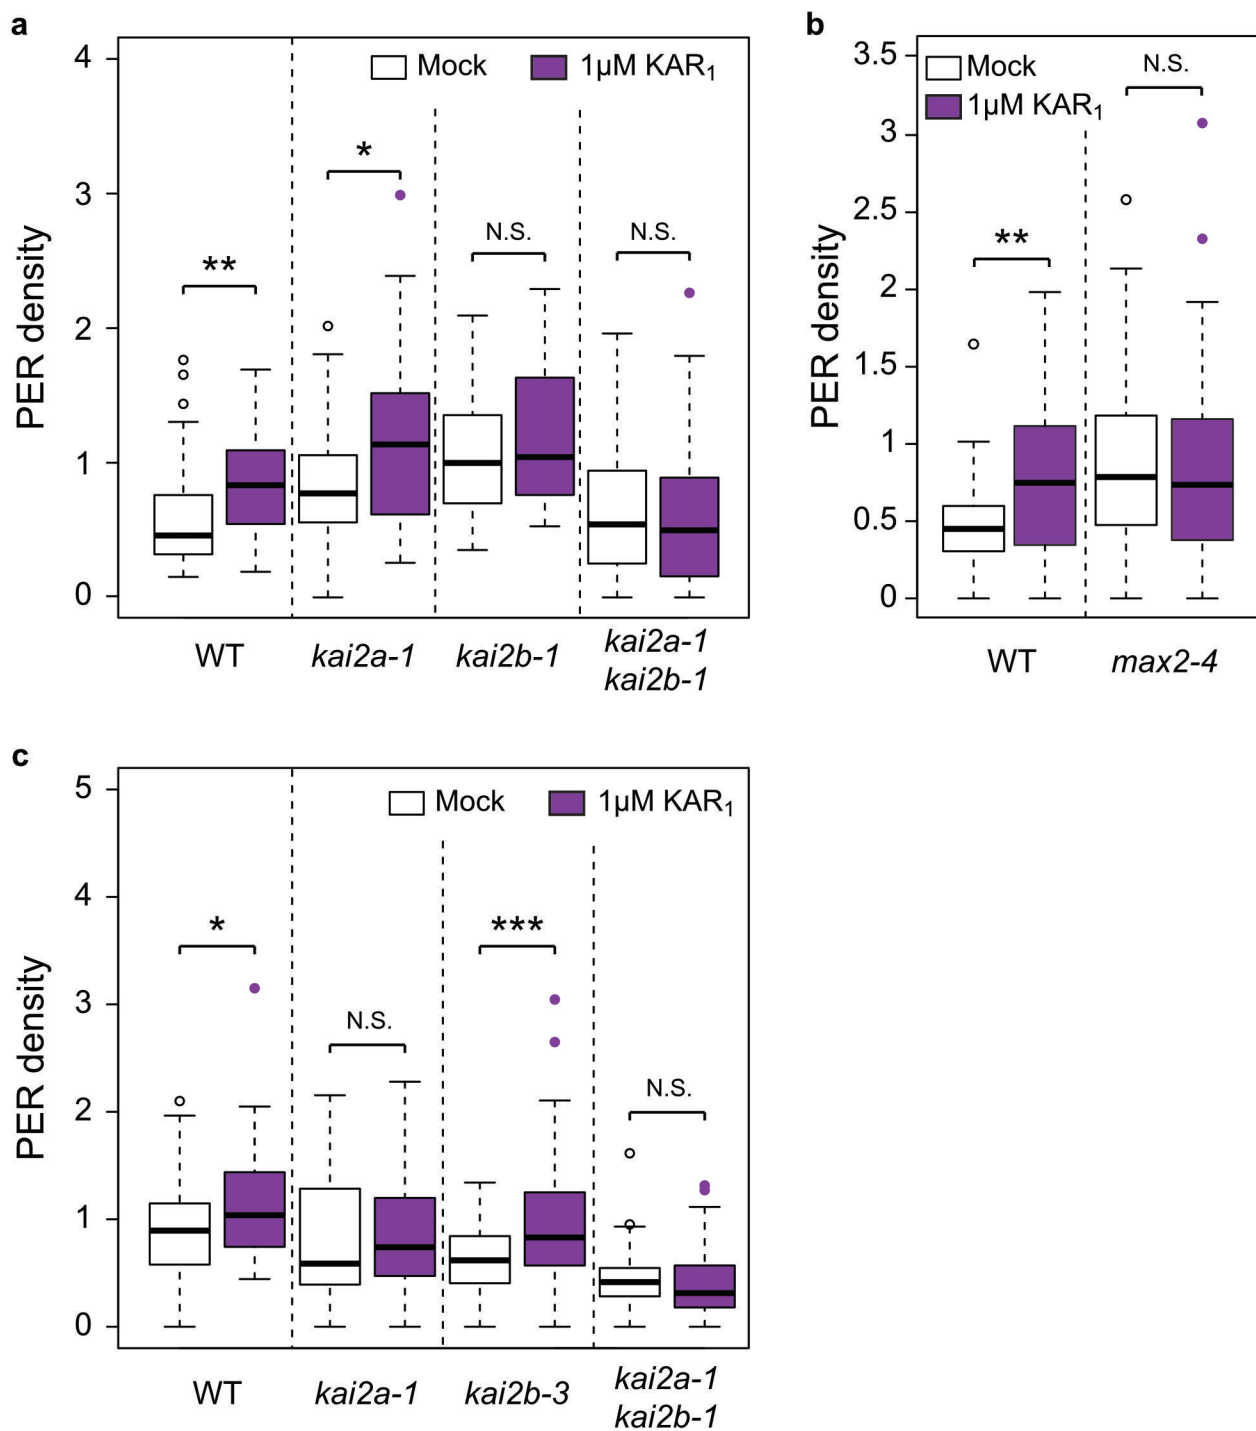 a
4
3
2
1
0
PER density
Mock
1µM KAR₁
**
*
N.S.
N.S.
WT
kai2a-1
kai2b-1
kai2a-1
kai2b-1
b
3.5
3
2.5
2
1.5
1
0.5
0
PER density
Mock
1µM KAR₁
**
N.S.
WT
max2-4
c
5
4
3
2
1
0
PER density
Mock
1µM KAR₁
*
N.S.
***
N.S.
WT
kai2a-1
kai2b-3
kai2a-1
kai2b-1